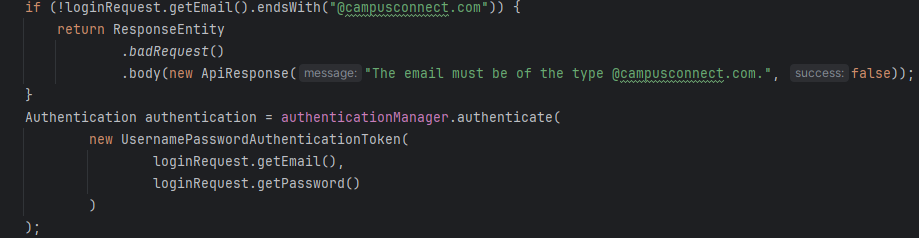 if (!loginRequest.getEmail().endsWith("@campusconnect.com")) {
    return ResponseEntity
            .badRequest()
            .body(new ApiResponse( message: "The email must be of the type @campusconnect.com.", success: false));
}
Authentication authentication = authenticationManager.authenticate(
        new UsernamePasswordAuthenticationToken(
                loginRequest.getEmail(),
                loginRequest.getPassword()
        )
);